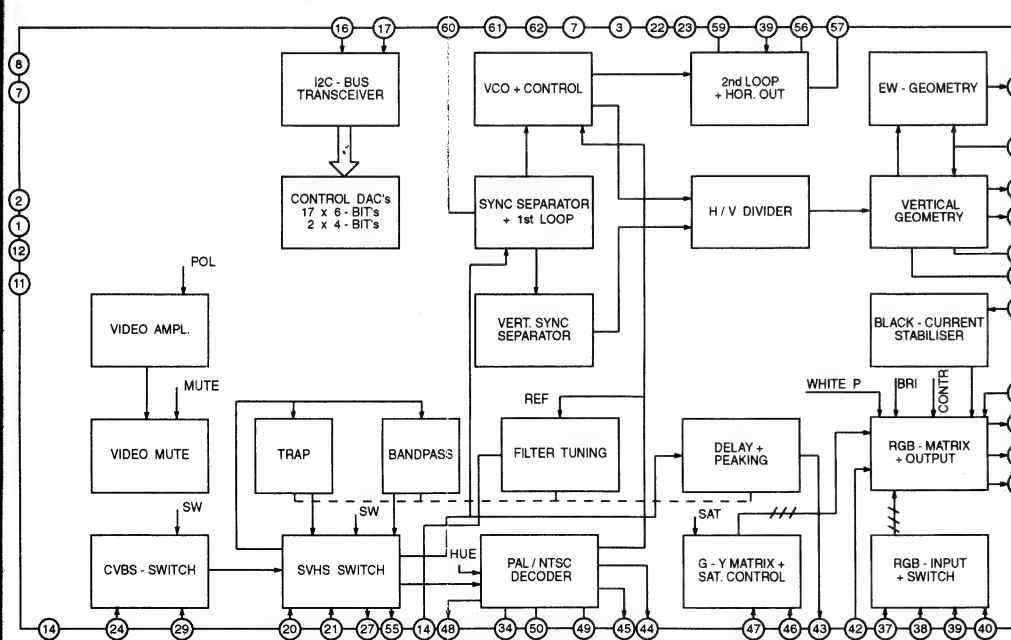 16 17 60 61 62 7 3 22 23 59 39 56 57
8
7
I2C - BUS
TRANSCEIVER
VCO + CONTROL
2nd LOOP
+ HOR. OUT
EW - GEOMETRY
2
1
12
11
CONTROL DAC's
17 x 6 - BIT's
2 x 4 - BIT's
SYNC SEPARATOR
+ 1st LOOP
H / V DIVIDER
VERTICAL
GEOMETRY
POL
VIDEO AMPL.
VERT. SYNC
SEPARATOR
BLACK - CURRENT
STABILISER
MUTE
REF
WHITE P
BRI
CONTR
VIDEO MUTE
TRAP
BANDPASS
FILTER TUNING
DELAY +
PEAKING
RGB - MATRIX
+ OUTPUT
SW
SW
HUE
SAT
CVBS - SWITCH
SVHS SWITCH
PAL / NTSC
DECODER
G - Y MATRIX +
SAT. CONTROL
RGB - INPUT
+ SWITCH
14 24 29 20 21 27 55 14 48 34 50 49 45 44 47 46 43 42 37 38 39 40